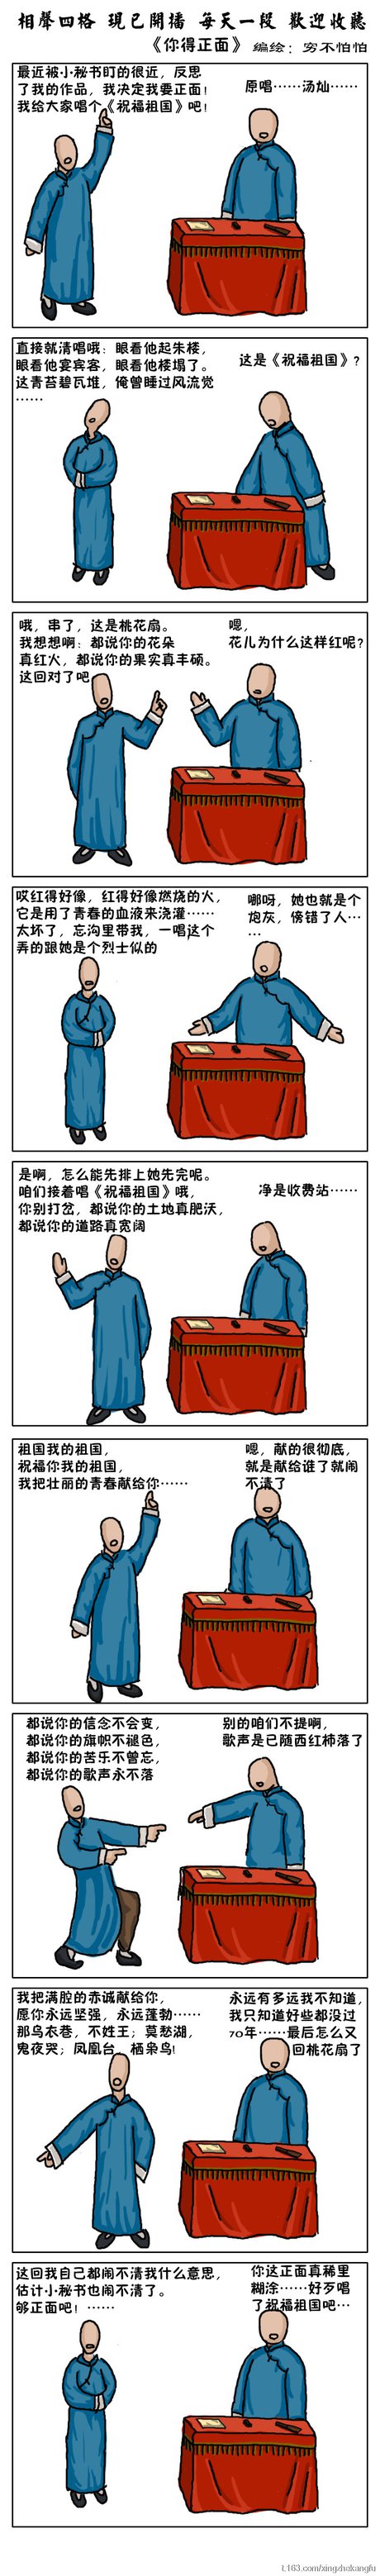 相聲四格 現已開播 每天一段 歡迎收聽
《你得正面》 编绘：穷不怕怕
最近被小秘书盯的很近，反思
了我的作品，我决定我要正面！
我给大家唱个《祝福祖国》吧！
原唱……汤灿……
直接就清唱哦：眼看他起朱楼，
眼看他宴宾客，眼看他楼塌了。
这青苔碧瓦堆，俺曾睡过风流觉
……
这是《祝福祖国》？
哦，串了，这是桃花扇。
我想想啊：都说你的花朵
真红火，都说你的果实真丰硕。
这回对了吧
嗯，
花儿为什么这样红呢？
哎红得好像，红得好像燃烧的火，
它是用了青春的血液来浇灌……
太坏了，忘沟里带我，一唱这个
弄的跟她是个烈士似的
哪呀，她也就是个
炮灰，傍错了人…
…
是啊，怎么能先排上她先完呢。
咱们接着唱《祝福祖国》哦，
你别打岔，都说你的土地真肥沃，
都说你的道路真宽阔
净是收费站……
祖国我的祖国，
祝福你我的祖国，
我把壮丽的青春献给你……
嗯，献的很彻底，
就是献给谁了就闹
不清了
都说你的信念不会变，
都说你的旗帜不褪色，
都说你的苦乐不曾忘，
都说你的歌声永不落
别的咱们不提啊，
歌声是已随西红柿落了
我把满腔的赤诚献给你，
愿你永远坚强，永远蓬勃……
那乌衣巷，不姓王；莫愁湖，
鬼夜哭；凤凰台，栖枭鸟！
永远有多远我不知道，
我只知道好些都没过
70年……最后怎么又
回桃花扇了
这回我自己都闹不清我什么意思，
估计小秘书也闹不清了。
够正面吧！……
你这正面真稀里
糊涂……好歹唱
了祝福祖国吧…
t.163.com/xingzhekangfu